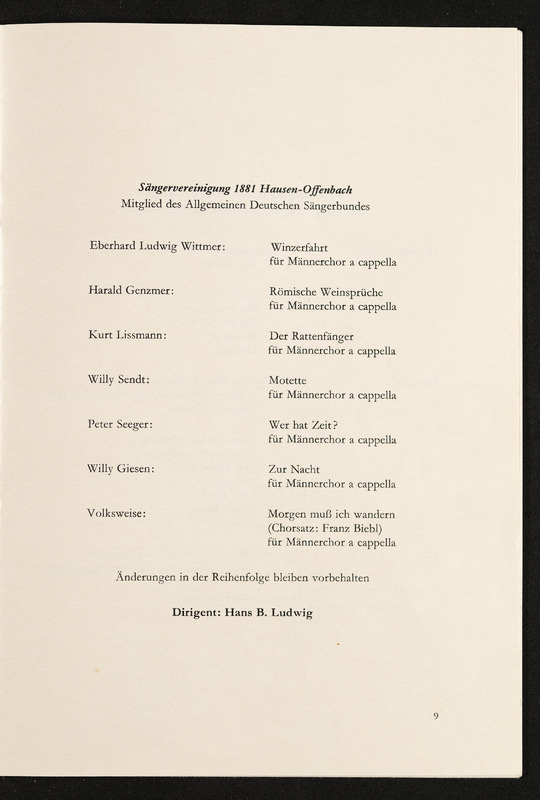 Sängervereinigung 1881 Hausen-Offenbach
Mitglied des Allgemeinen Deutschen Sängerbundes
Eberhard Ludwig Wittmer: Winzerfahrt
für Männerchor a cappella
Harald Genzmer: Römische Weinsprüche
für Männerchor a cappella
Kurt Lissmann: Der Rattenfänger
für Männerchor a cappella
Willy Sendt: Motette
für Männerchor a cappella
Peter Seeger: Wer hat Zeit?
für Männerchor a cappella
Willy Giesen: Zur Nacht
für Männerchor a cappella
Volksweise: Morgen muß ich wandern
(Chorsatz: Franz Biebl)
für Männerchor a cappella
Änderungen in der Reihenfolge bleiben vorbehalten
Dirigent: Hans B. Ludwig
9